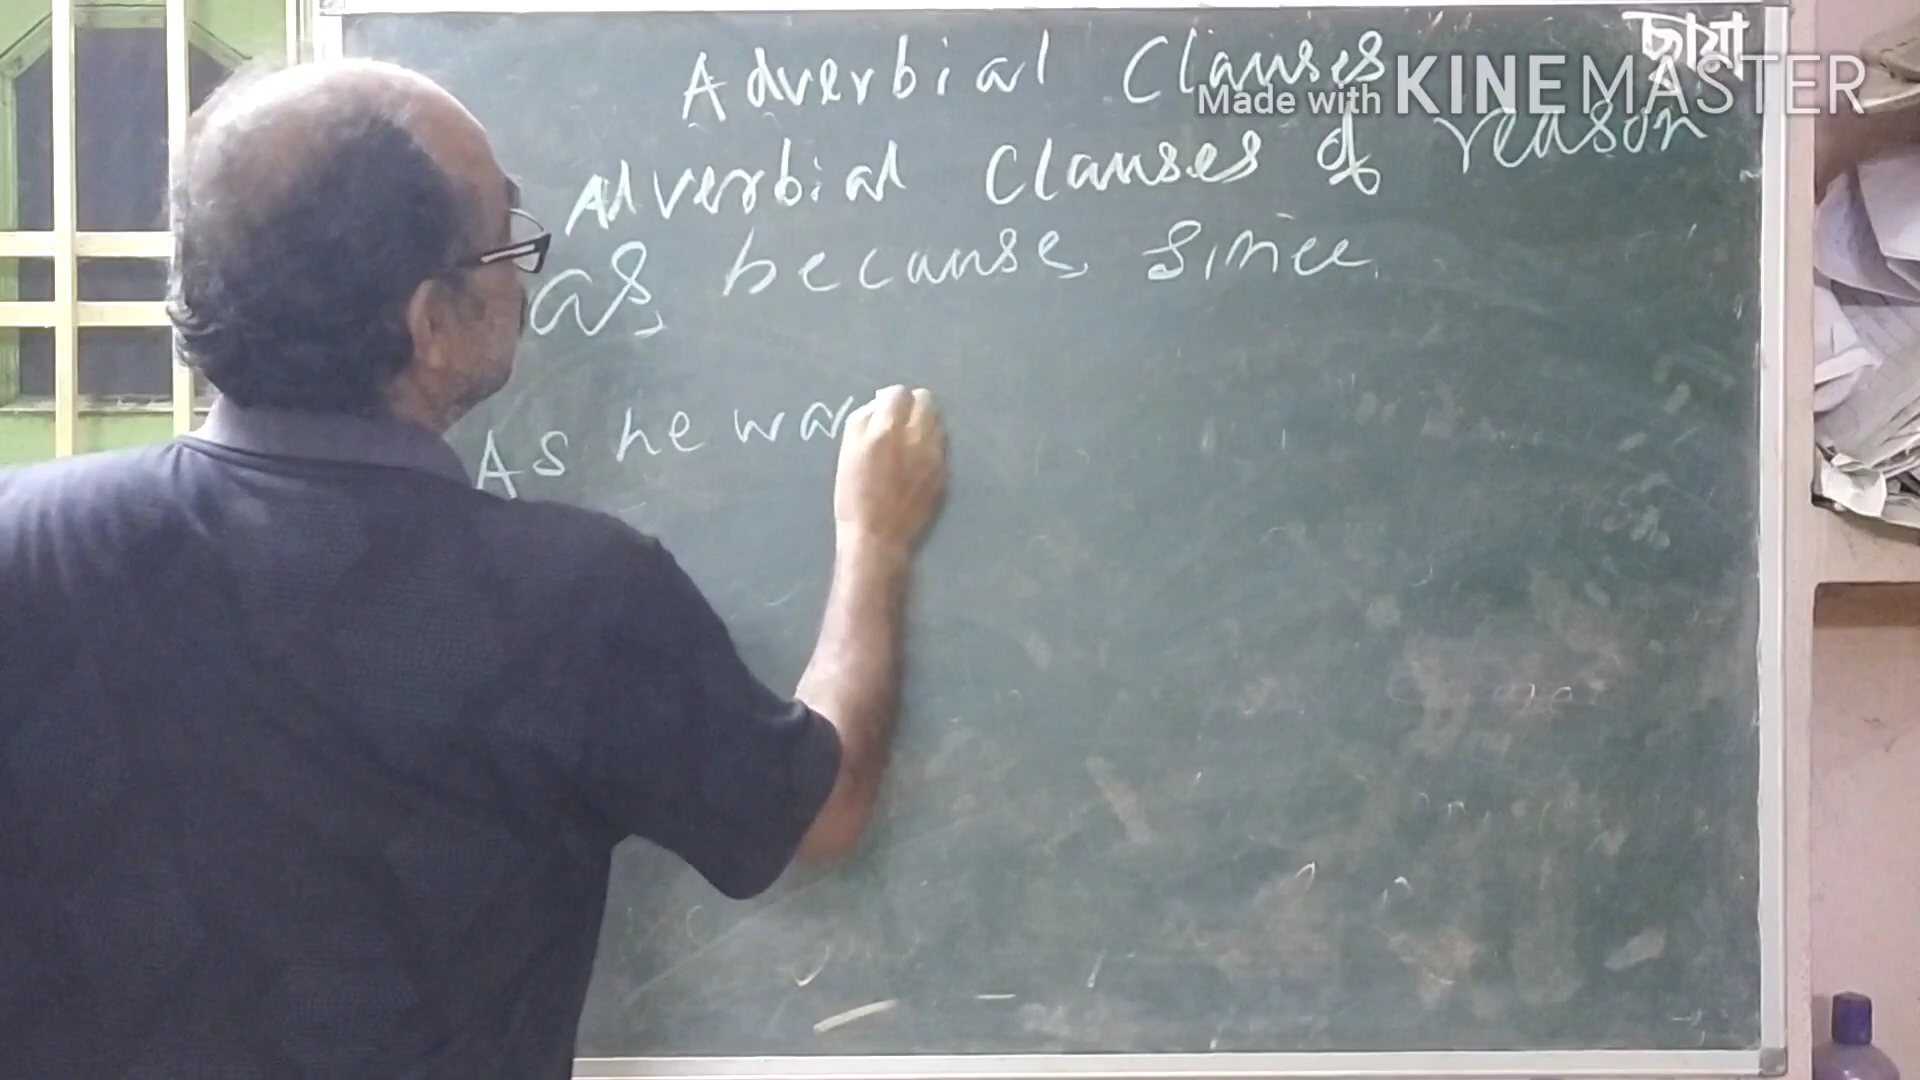 ছায়া
Made with KINEMASTER
Adverbial Clauses
Adverbial Clauses of reason
as, because, since.
As he wa